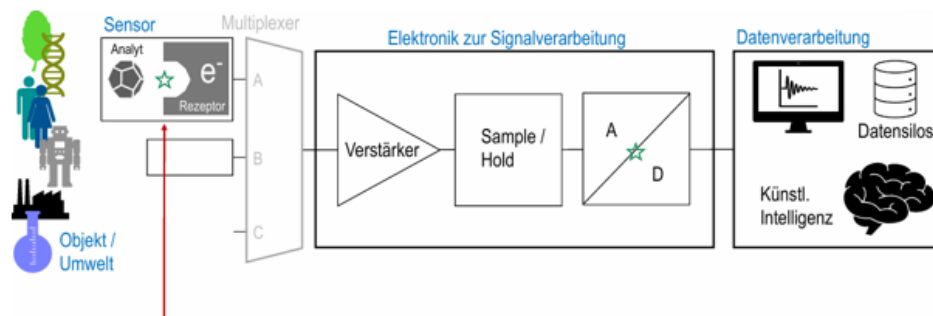 Multiplexer
Sensor
Elektronik zur Signalverarbeitung
Datenverarbeitung
Analyt
e-
Rezeptor
A
B
C
Verstärker
Sample /
Hold
A
D
Datensilos
Künstl.
Intelligenz
Objekt /
Umwelt